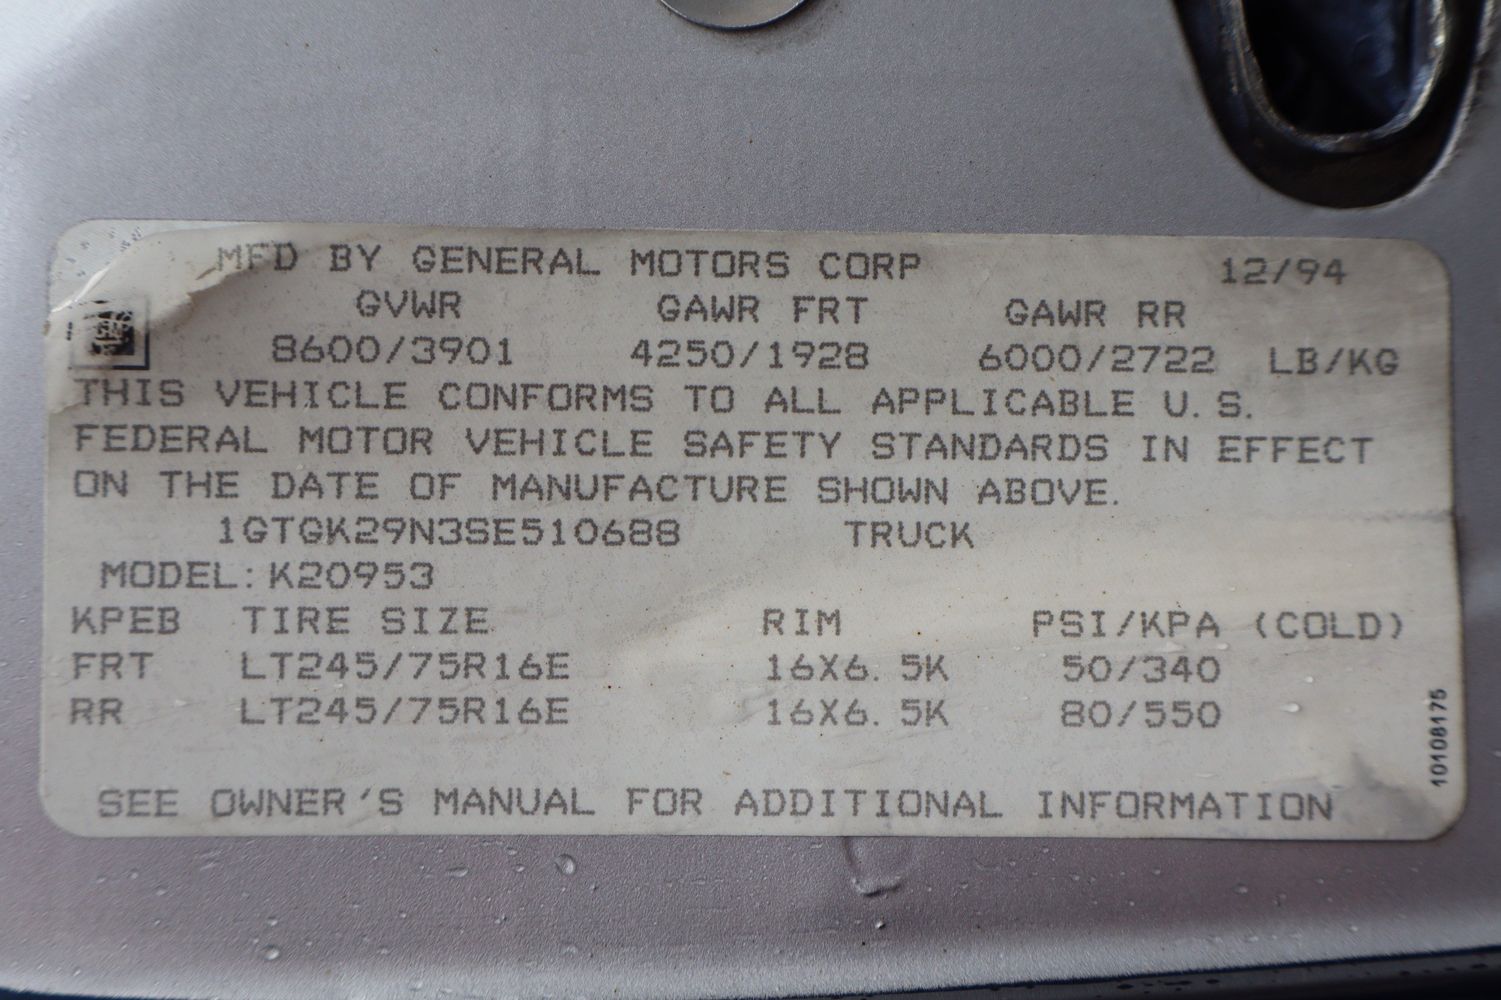 MFD BY GENERAL MOTORS CORP 12/94
GVWR GAWR FRT GAWR RR
8600/3901 4250/1928 6000/2722 LB/KG
THIS VEHICLE CONFORMS TO ALL APPLICABLE U.S.
FEDERAL MOTOR VEHICLE SAFETY STANDARDS IN EFFECT
ON THE DATE OF MANUFACTURE SHOWN ABOVE.
1GTGK29N3SE510688 TRUCK
MODEL:K20953
KPEB TIRE SIZE RIM PSI/KPA (COLD)
FRT LT245/75R16E 16X6.5K 50/340
RR LT245/75R16E 16X6.5K 80/550
SEE OWNER'S MANUAL FOR ADDITIONAL INFORMATION
10108175